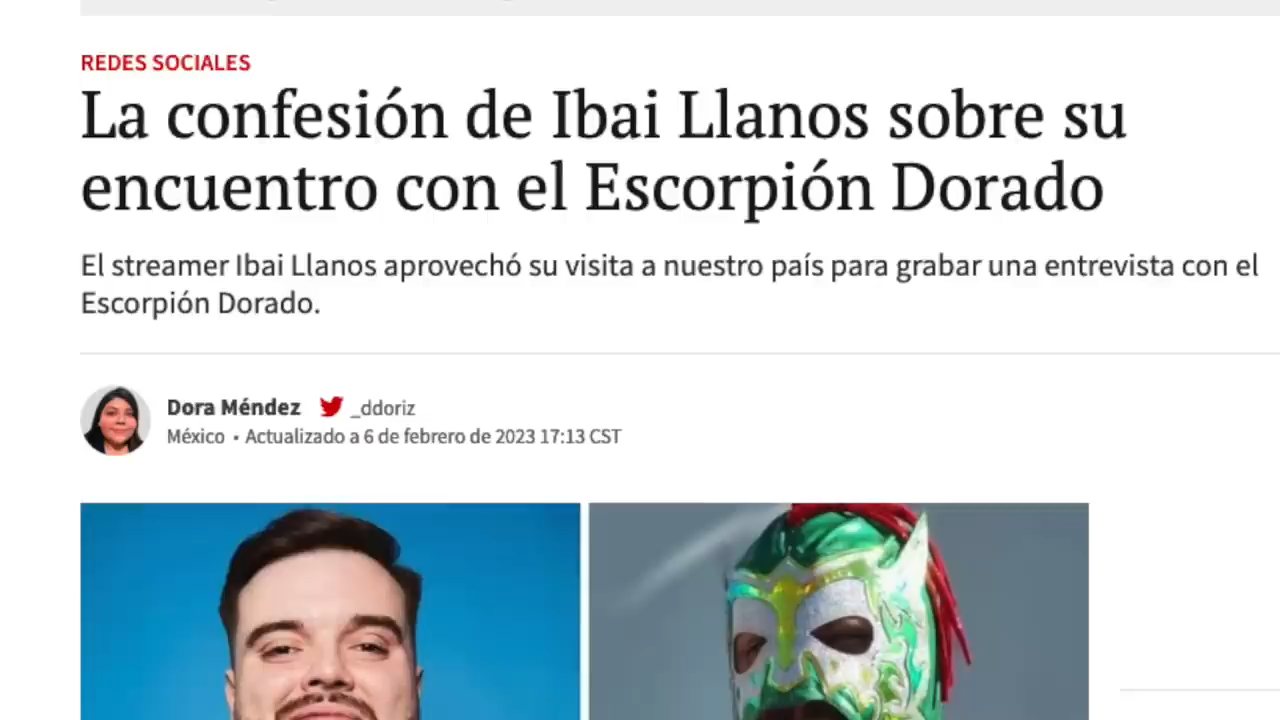 REDES SOCIALES
La confesión de Ibai Llanos sobre su
encuentro con el Escorpión Dorado
El streamer Ibai Llanos aprovechó su visita a nuestro país para grabar una entrevista con el
Escorpión Dorado.
Dora Méndez _ddoriz
México • Actualizado a 6 de febrero de 2023 17:13 CST